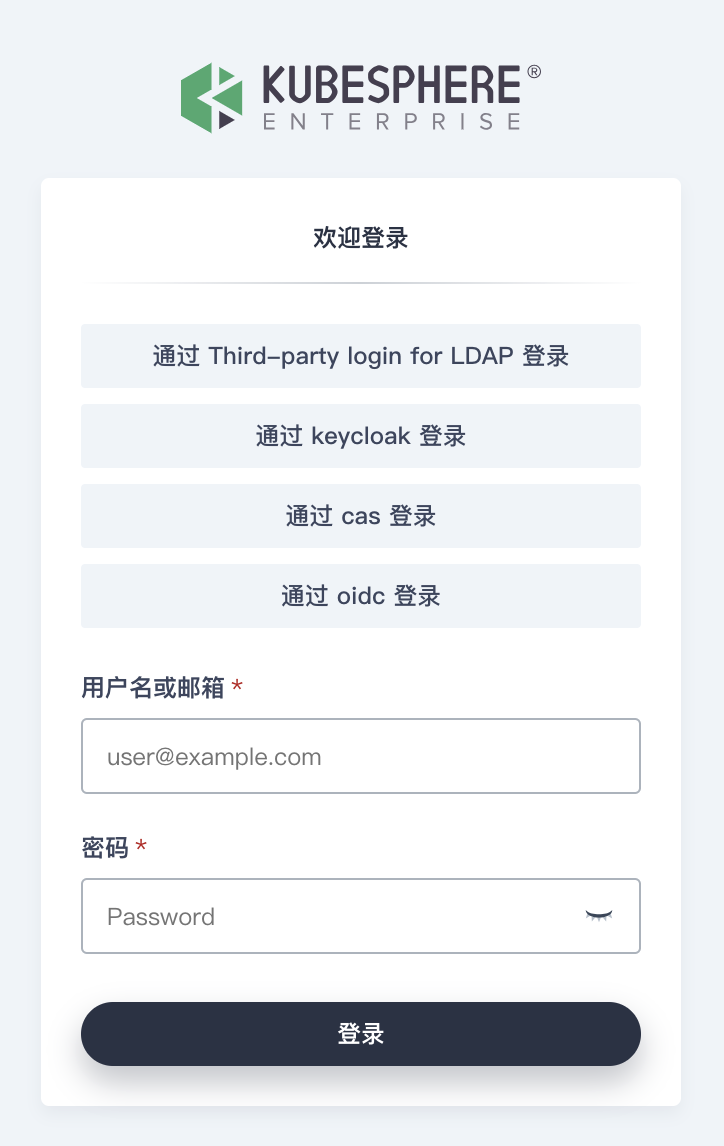 KUBESPHERE®
ENTERPRISE
欢迎登录
通过 Third-party login for LDAP 登录
通过 keycloak 登录
通过 cas 登录
通过 oidc 登录
用户名或邮箱 *
user@example.com
密码 *
Password
登录